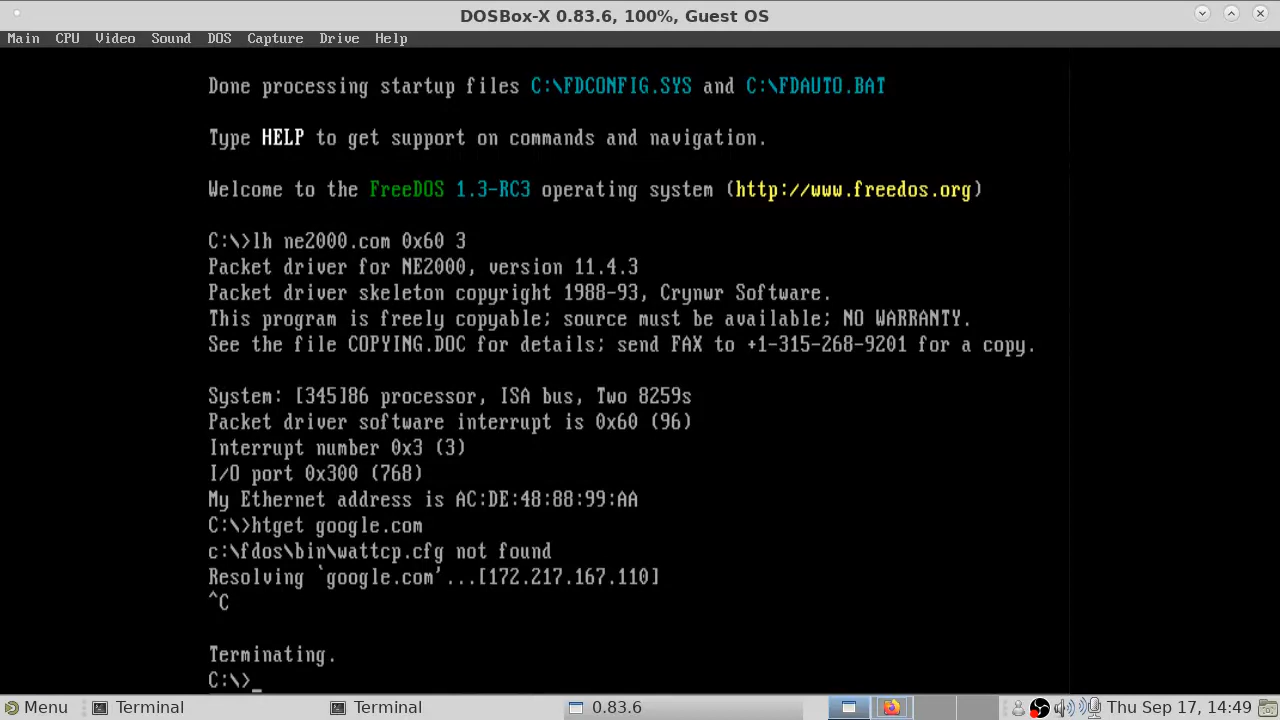 DOSBox-X 0.83.6, 100%, Guest OS
Main CPU Video Sound DOS Capture Drive Help
Done processing startup files C:\FDCONFIG.SYS and C:\FDAUTO.BAT
Type HELP to get support on commands and navigation.
Welcome to the FreeDOS 1.3-RC3 operating system (http://www.freedos.org)
C:\>lh ne2000.com 0x60 3
Packet driver for NE2000, version 11.4.3
Packet driver skeleton copyright 1988-93, Crynwr Software.
This program is freely copyable; source must be available; NO WARRANTY.
See the file COPYING.DOC for details; send FAX to +1-315-268-9201 for a copy.
System: [345]86 processor, ISA bus, Two 8259s
Packet driver software interrupt is 0x60 (96)
Interrupt number 0x3 (3)
I/O port 0x300 (768)
My Ethernet address is AC:DE:48:88:99:AA
C:\>htget google.com
c:\fdos\bin\wattcp.cfg not found
Resolving `google.com'...[172.217.167.110]
^C
Terminating.
C:\>_
Menu Terminal Terminal 0.83.6 Thu Sep 17, 14:49